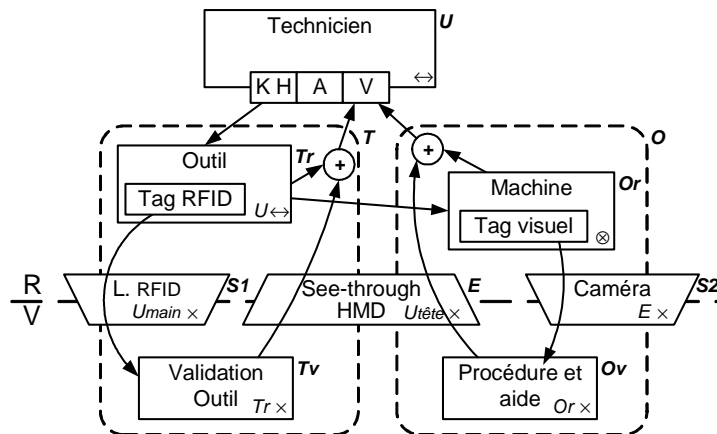 Technicien U
↔
K H A V
T O
Outil Tr
Tag RFID
U ↔
+
+
Machine Or
Tag visuel
⊗
R
V
L. RFID S1
Umain ×
See-through E
HMD Utête ×
Caméra S2
E ×
Validation Tv
Outil Tr ×
Procédure et Ov
aide Or ×